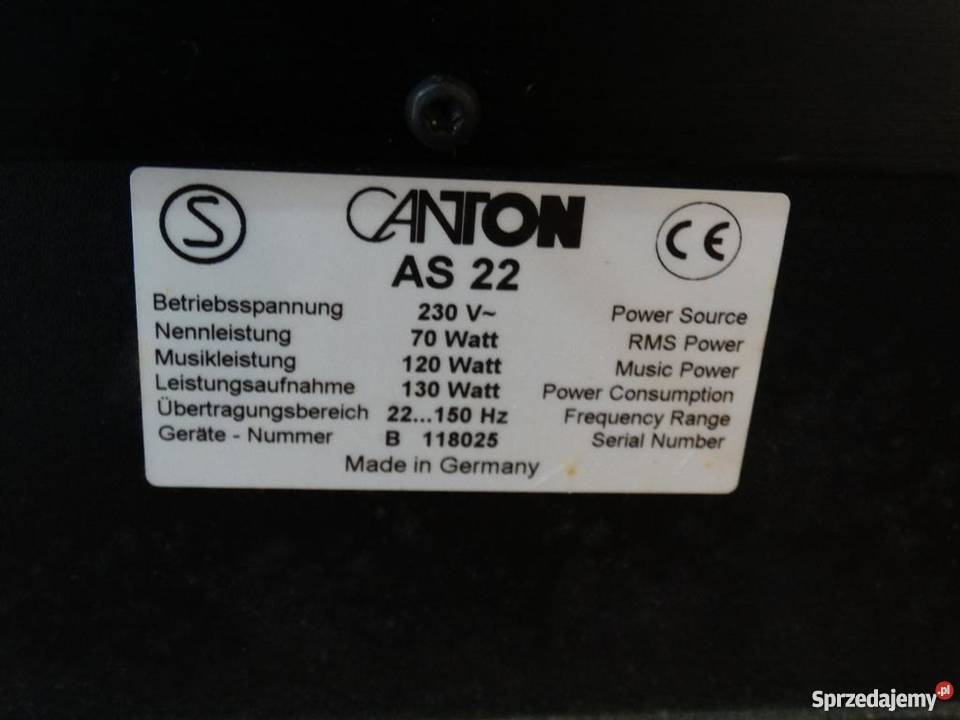 S
CANTON
CE
AS 22
Betriebsspannung 230 V~ Power Source
Nennleistung 70 Watt RMS Power
Musikleistung 120 Watt Music Power
Leistungsaufnahme 130 Watt Power Consumption
Übertragungsbereich 22...150 Hz Frequency Range
Geräte - Nummer B 118025 Serial Number
Made in Germany
Sprzedajemy.pl